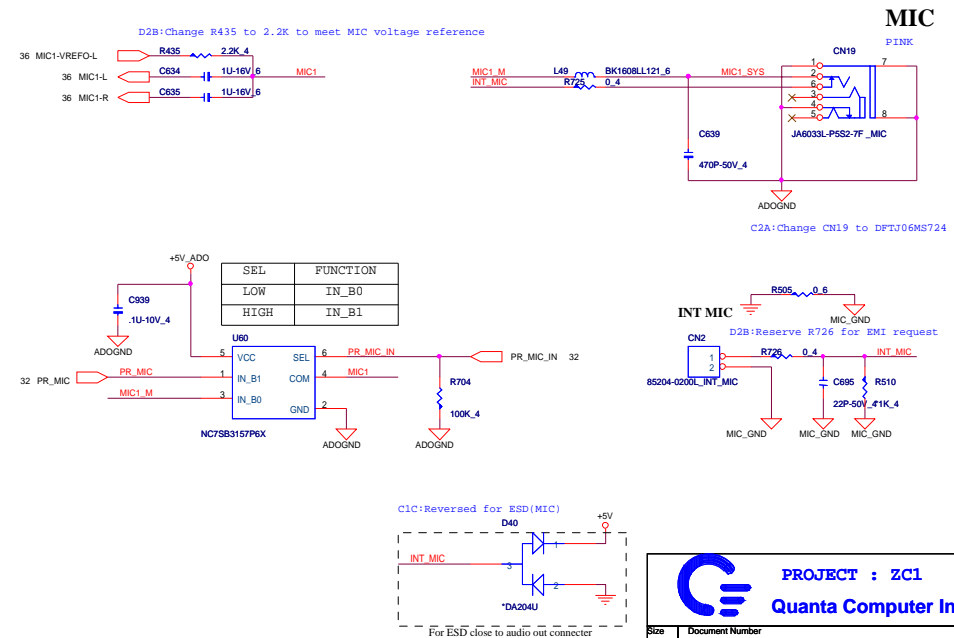 MIC
PINK
D2B:Change R435 to 2.2K to meet MIC voltage reference
36 MIC1-VREFO-L R435 2.2K_4
36 MIC1-L C634 1U-16V_6 MIC1
36 MIC1-R C635 1U-16V_6
CN19
MIC1_M L49 BK1608LL121_6 MIC1_SYS
INT_MIC R725 0_4
1
2
6
3
4
5
7
8
JA6033L-P5S2-7F_MIC
C639
470P-50V_4
ADOGND
C2A:Change CN19 to DFTJ06MS724
+5V_ADO
SEL FUNCTION
LOW IN_B0
HIGH IN_B1
C939
.1U-10V_4
ADOGND
U60
5 VCC SEL 6 PR_MIC_IN PR_MIC_IN 32
32 PR_MIC PR_MIC 1 IN_B1 COM 4 MIC1
MIC1_M 3 IN_B0
GND 2
NC7SB3157P6X
ADOGND
R704
100K_4
ADOGND
R505 0_6
MIC_GND
INT MIC
D2B:Reserve R726 for EMI request
CN2
1
2
R726 0_4 INT_MIC
85204-0200L_INT_MIC
C695 R510
22P-50V_4 *1K_4
MIC_GND MIC_GND MIC_GND
C1C:Reversed for ESD(MIC)
D40
+5V
INT_MIC 3 1
2
*DA204U
For ESD close to audio out connecter
PROJECT : ZC1
Quanta Computer In
Size Document Number